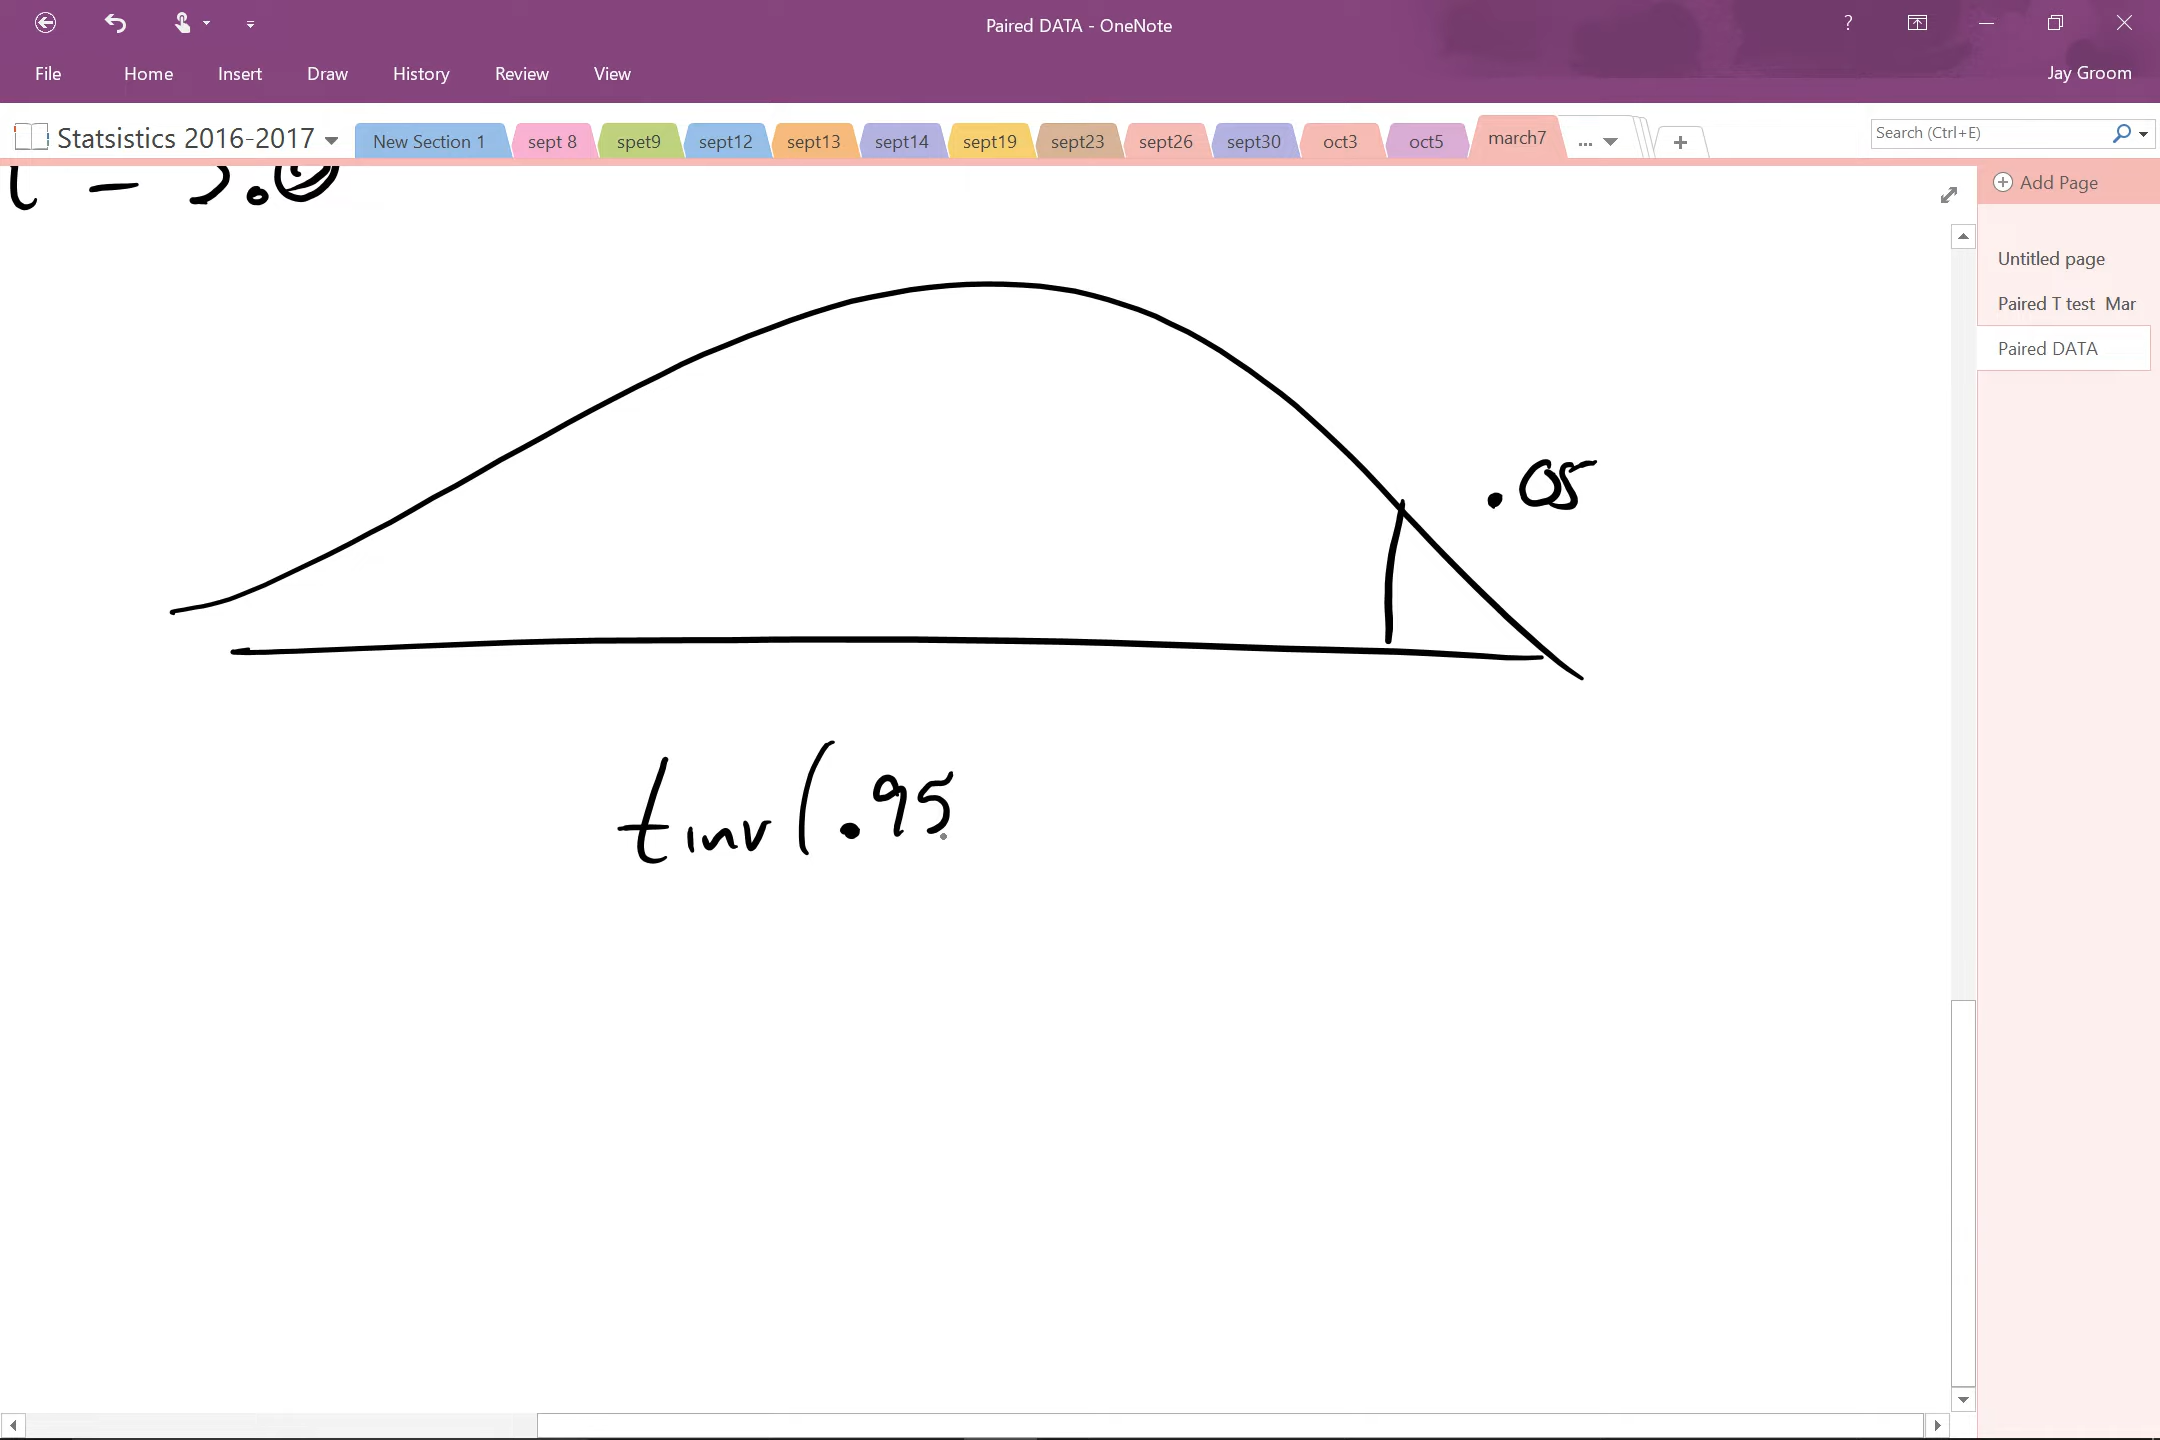 Paired DATA - OneNote
?
File Home Insert Draw History Review View
Jay Groom
Statsistics 2016-2017 New Section 1 sept 8 spet9 sept12 sept13 sept14 sept19 sept23 sept26 sept30 oct3 oct5 march7 ... +
Search (Ctrl+E)
Add Page
Untitled page
Paired T test Mar
Paired DATA
.05
tinv(.95